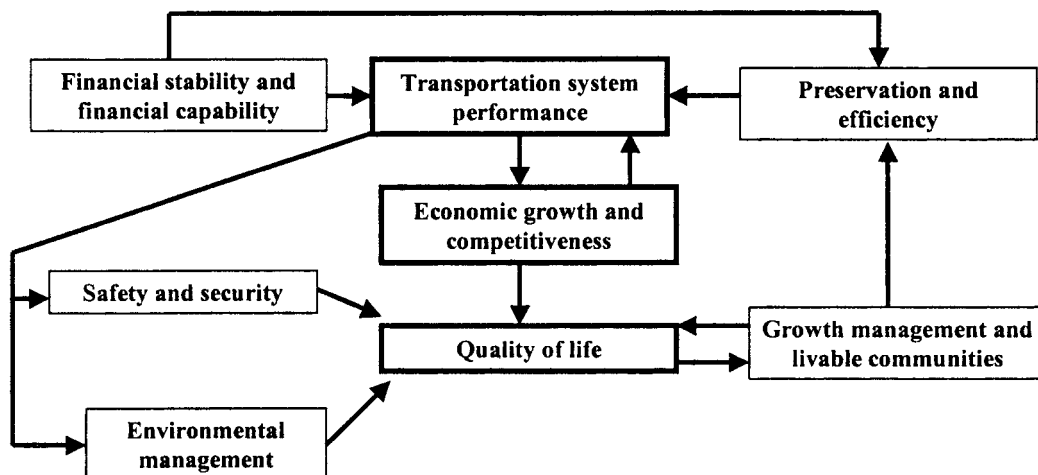 Financial stability and
financial capability
Transportation system
performance
Preservation and
efficiency
Economic growth and
competitiveness
Safety and security
Quality of life
Growth management and
livable communities
Environmental
management